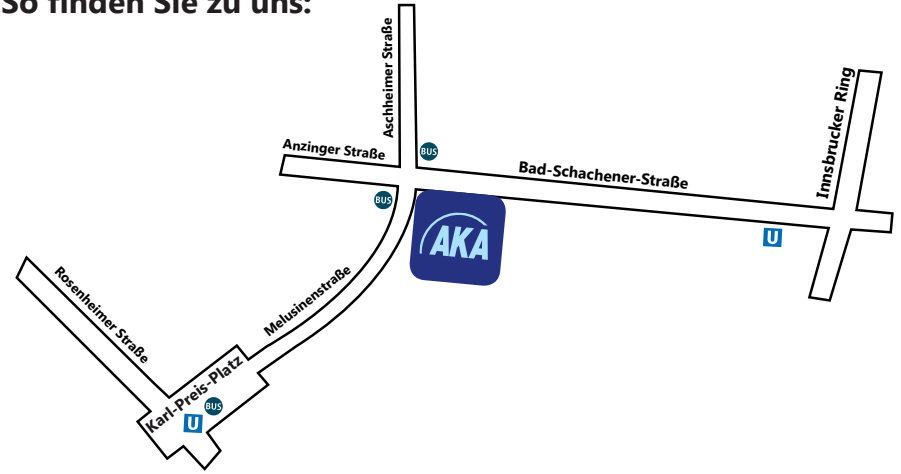 So finden Sie zu uns:
Aschheimer Straße
Innsbrucker Ring
Anzinger Straße
BUS
Bad-Schachener-Straße
BUS
AKA
U
Rosenheimer Straße
Melusinenstraße
Karl-Preis-Platz
BUS
U